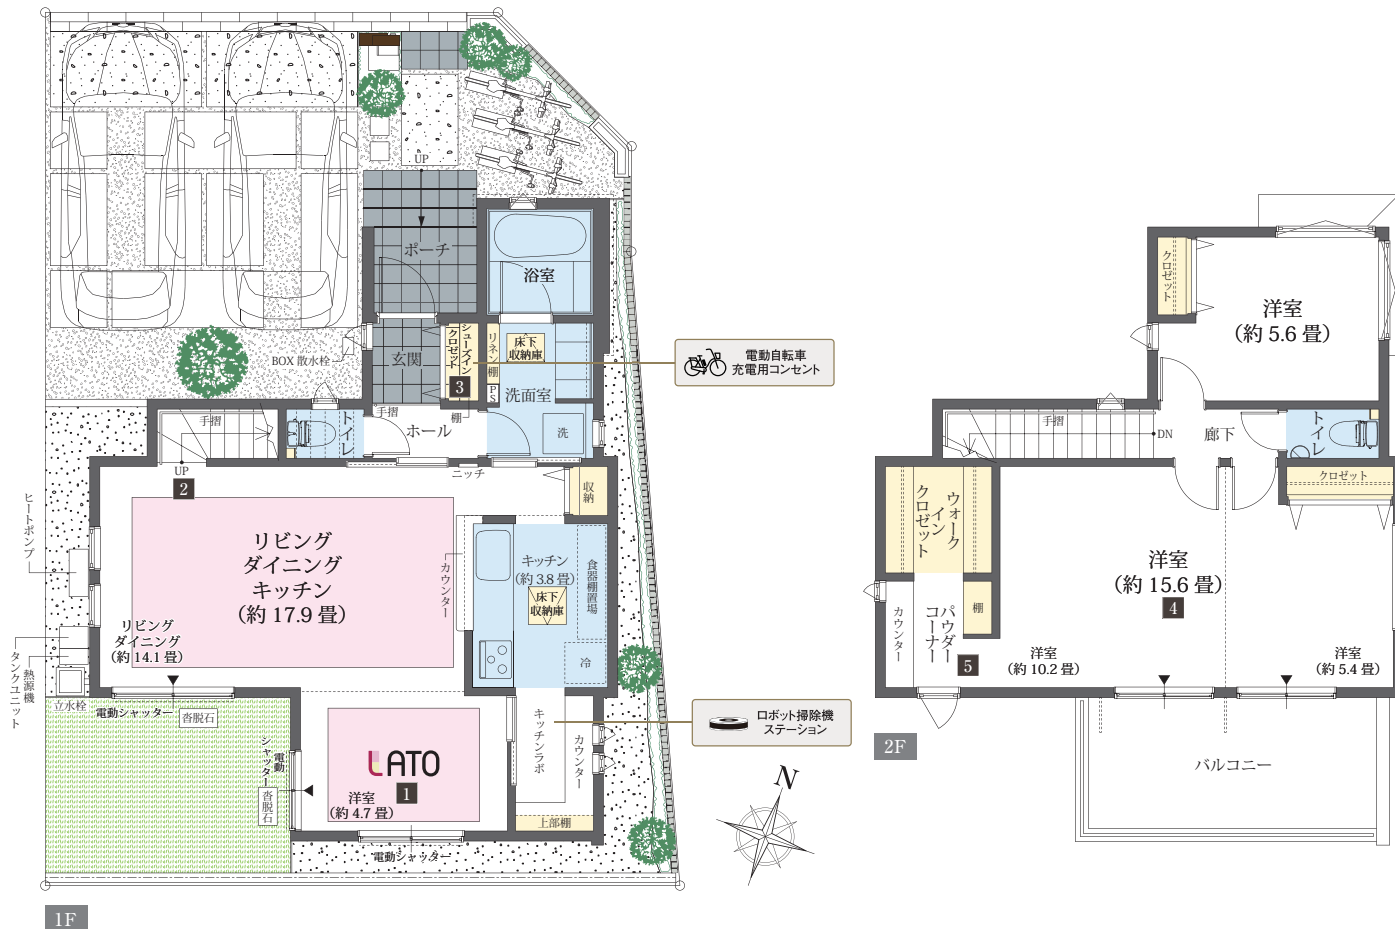 UP
ポーチ
浴室
BOX 散水栓
玄関
シューズイン
クロゼット
3
棚
リネン棚
PS
床下
収納庫
洗面室
洗
電動自転車
充電用コンセント
手摺
UP
2
トイレ
手摺
ホール
ニッチ
収納
ヒートポンプ
リビング
ダイニング
キッチン
(約 17.9 畳)
リビング
ダイニング
(約 14.1 畳)
カウンター
キッチン
(約 3.8 畳)
床下
収納庫
食器棚置場
冷
熱源機
タンクユニット
立水栓
電動シャッター
沓脱石
電動
シャッター
沓脱石
LATO
1
洋室
(約 4.7 畳)
電動シャッター
キッチンラボ
カウンター
上部棚
ロボット掃除機
ステーション
N
1F
クロゼット
洋室
(約 5.6 畳)
手摺
DN
廊下
トイレ
クロゼット
ウォーク
イン
クロゼット
洋室
(約 15.6 畳)
4
カウンター
パウダー
コーナー
棚
5
洋室
(約 10.2 畳)
洋室
(約 5.4 畳)
バルコニー
2F